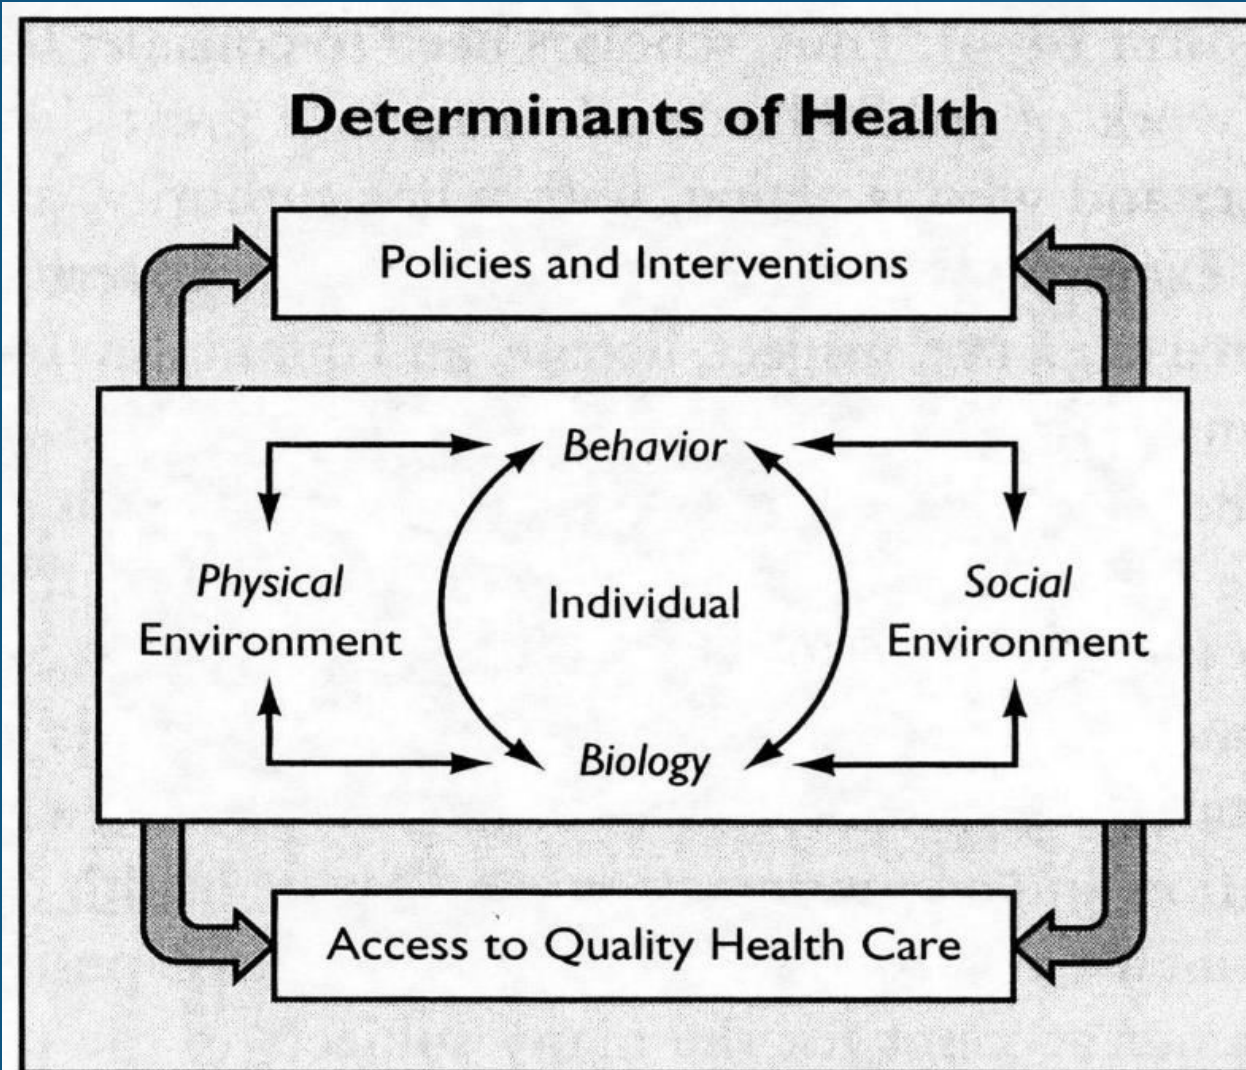 Determinants of Health
Policies and Interventions
Behavior
Physical
Environment
Individual
Social
Environment
Biology
Access to Quality Health Care